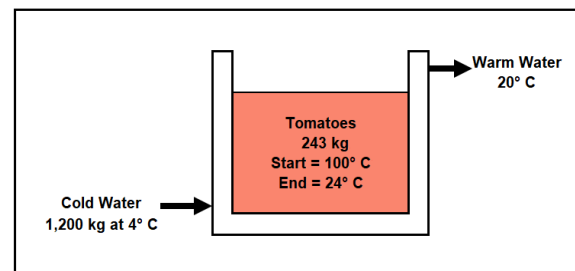 Warm Water
20° C
Tomatoes
243 kg
Start = 100° C
End = 24° C
Cold Water
1,200 kg at 4° C